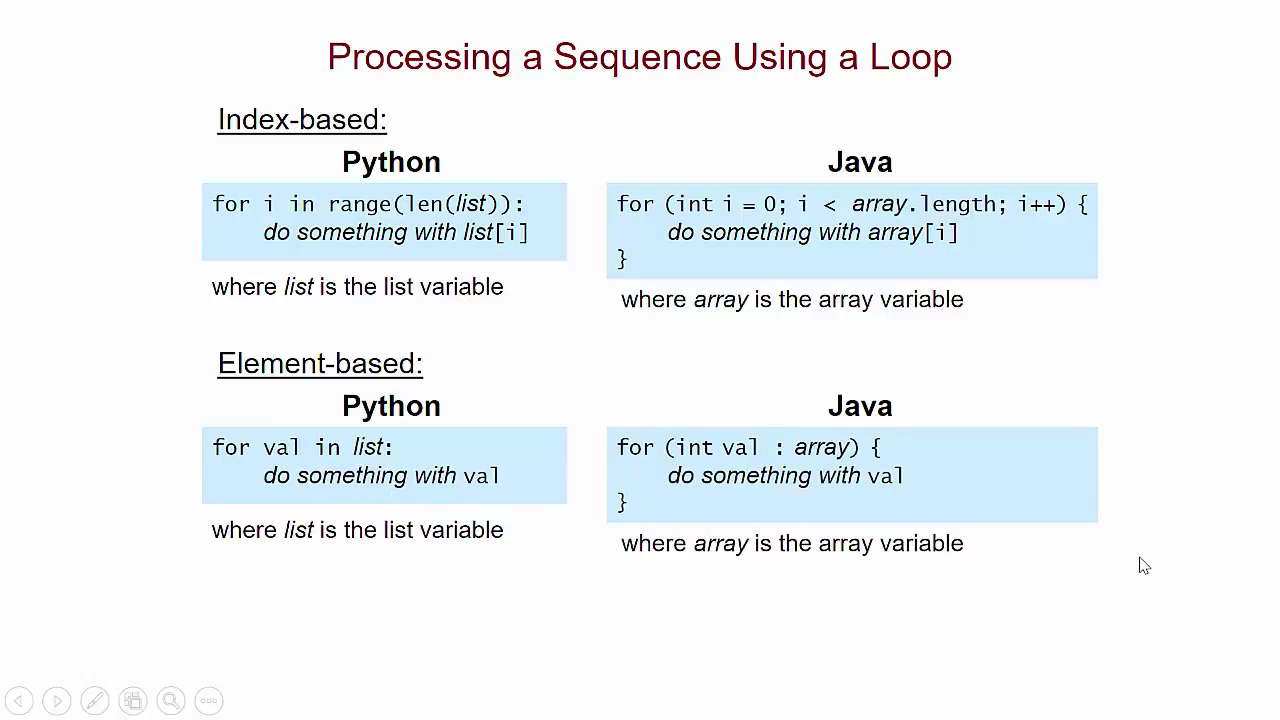 Processing a Sequence Using a Loop
Index-based:
Python
for i in range(len(list)):
do something with list[i]
where list is the list variable
Java
for (int i = 0; i < array.length; i++) {
do something with array[i]
}
where array is the array variable
Element-based:
Python
for val in list:
do something with val
where list is the list variable
Java
for (int val : array) {
do something with val
}
where array is the array variable